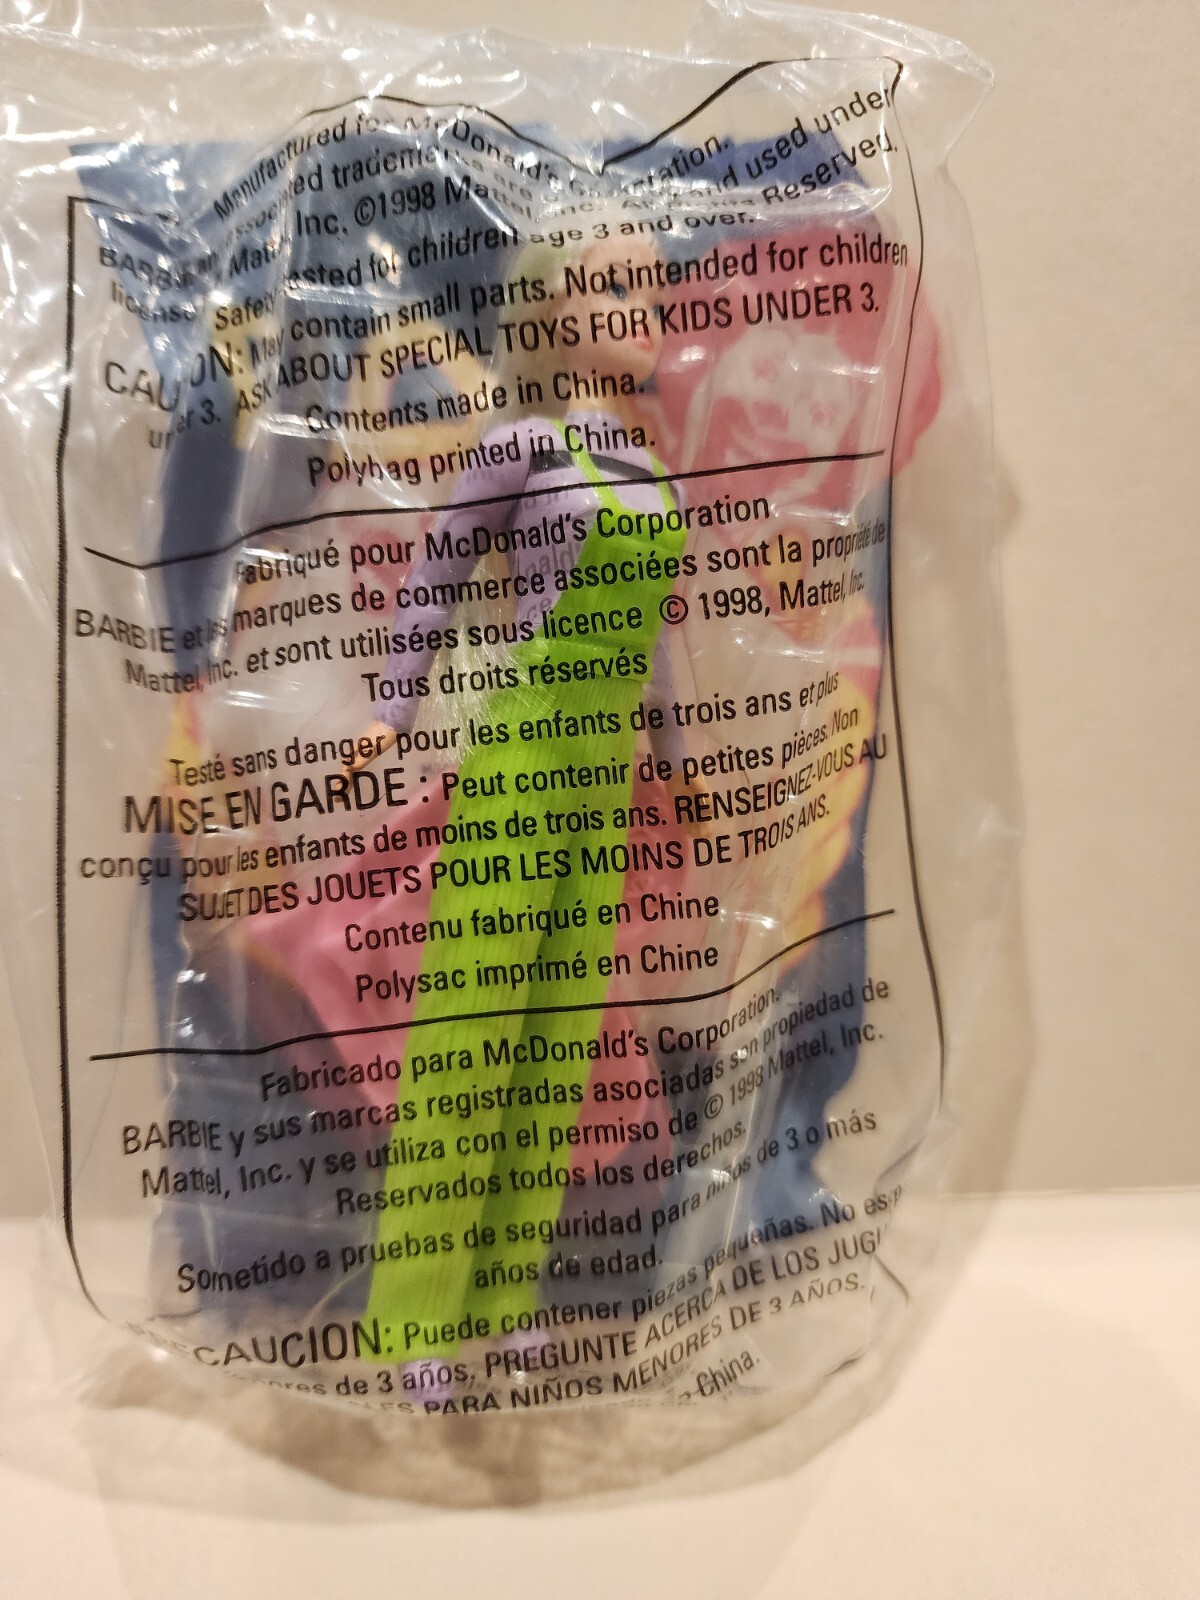 Manufactured for McDonald's Corporation.
BARBIE and associated trademarks are owned by and used under
license Mattel, Inc. ©1998 Mattel, Inc. All Rights Reserved.
Safety tested for children age 3 and over.
CAUTION: May contain small parts. Not intended for children
under 3. ASK ABOUT SPECIAL TOYS FOR KIDS UNDER 3.
Contents made in China.
Polybag printed in China.
Fabriqué pour McDonald's Corporation
BARBIE et les marques de commerce associées sont la propriété de
Mattel, Inc. et sont utilisées sous licence © 1998, Mattel, Inc.
Tous droits réservés
Testé sans danger pour les enfants de trois ans et plus
MISE EN GARDE : Peut contenir de petites pièces. Non
conçu pour les enfants de moins de trois ans. RENSEIGNEZ-VOUS AU
SUJET DES JOUETS POUR LES MOINS DE TROIS ANS.
Contenu fabriqué en Chine
Polysac imprimé en Chine
Fabricado para McDonald's Corporation.
BARBIE y sus marcas registradas asociadas son propiedad de
Mattel, Inc. y se utiliza con el permiso de © 1998 Mattel, Inc.
Reservados todos los derechos.
Sometido a pruebas de seguridad para niños de 3 o más
años de edad.
PRECAUCION: Puede contener piezas pequeñas. No
de 3 años, PREGUNTE ACERCA DE LOS
PARA NIÑOS MENORES DE 3 AÑOS.
China.